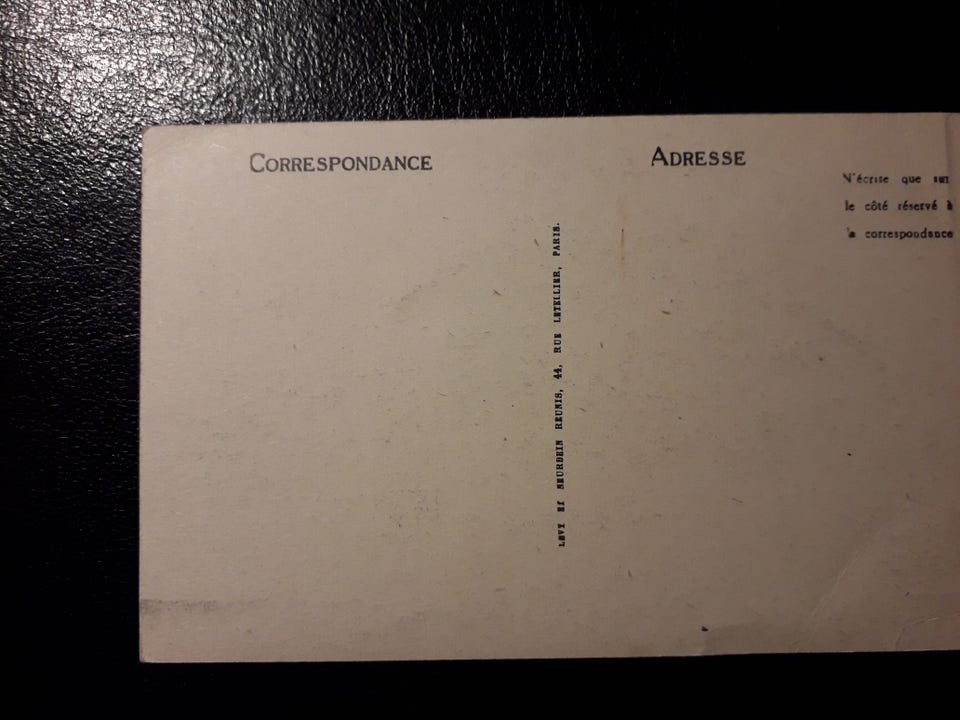 CORRESPONDANCE
ADRESSE
N'écrire que sur
le côté réservé à
la correspondance
LEVY ET NEURDEIN REUNIS, 44, RUE LETELLIER, PARIS.